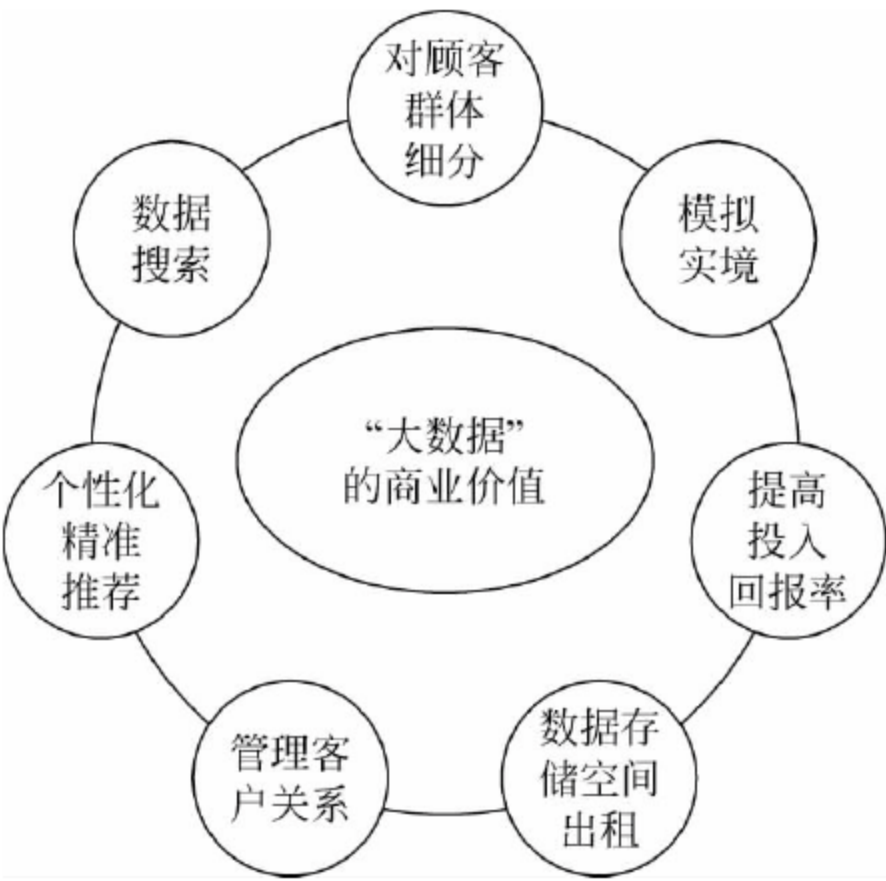 对顾客
群体
细分
模拟
实境
提高
投入
回报率
数据存
储空间
出租
管理客
户关系
个性化
精准
推荐
数据
搜索
“大数据”
的商业价值